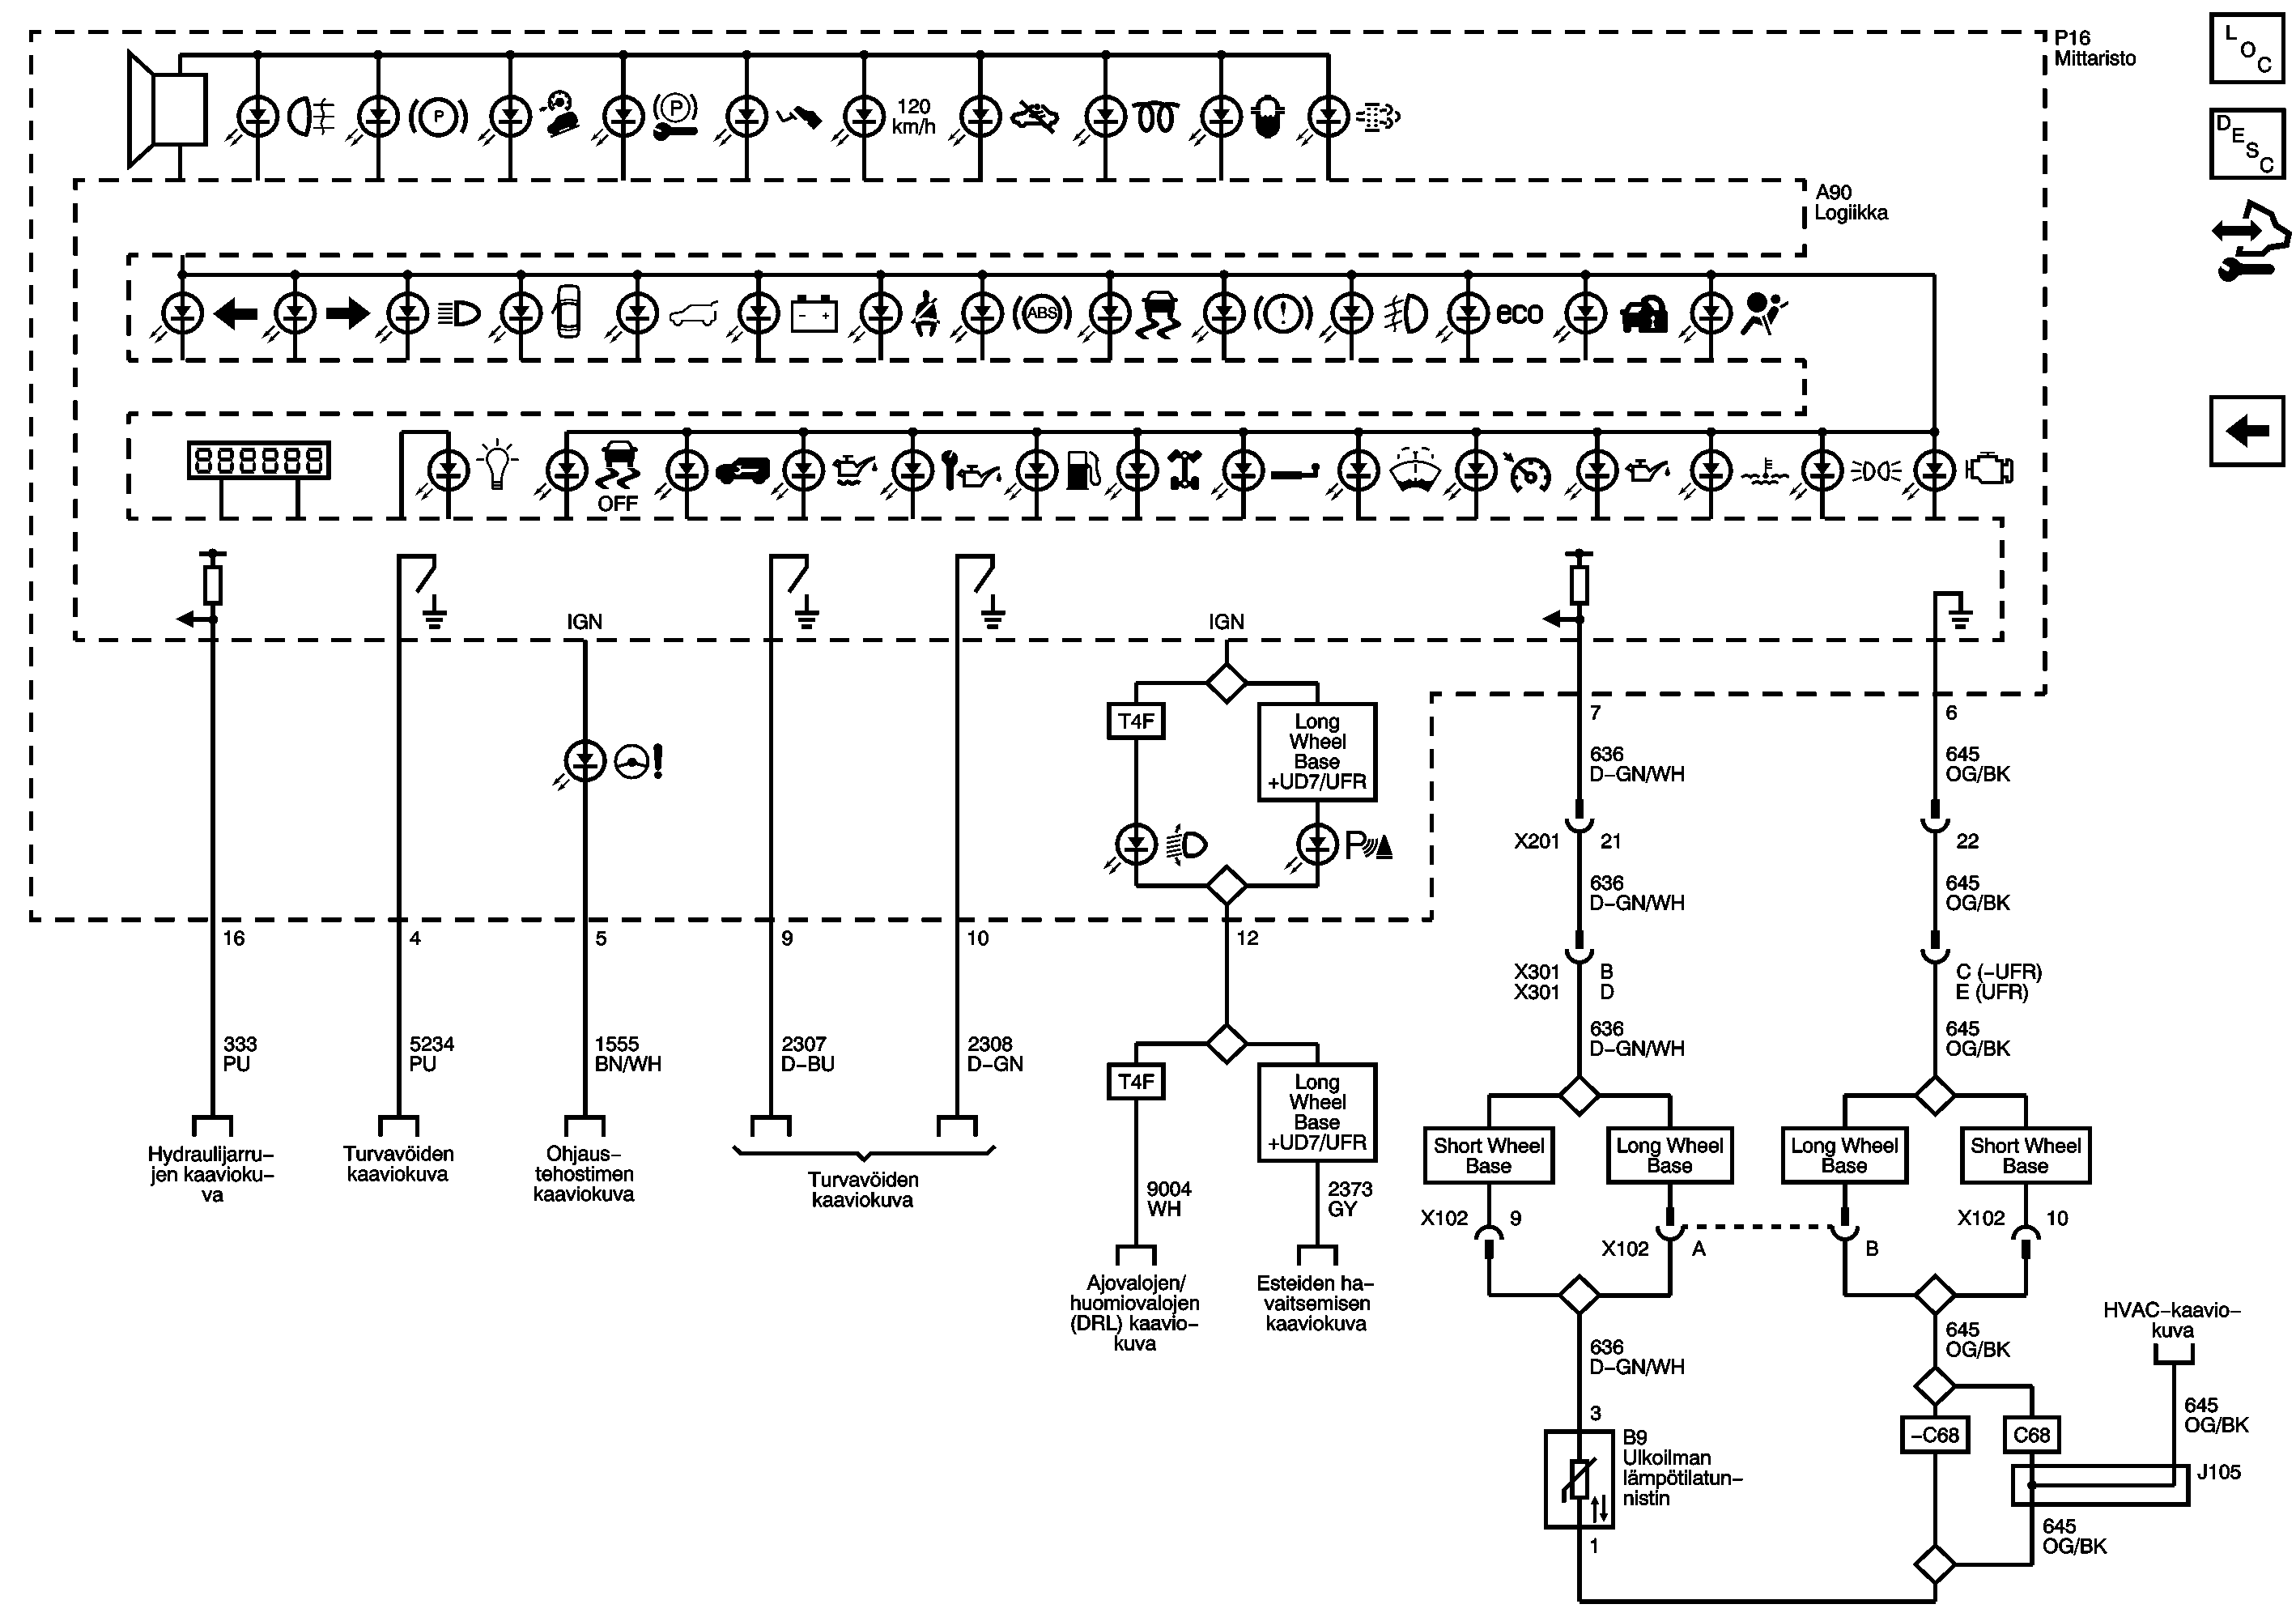 P16
Mittaristo
L
O
C
D
E
S
C
P
P
120
km/h
A90
Logiikka
- +
ABS
!
eco
888888
OFF
IGN
IGN
T4F
Long
Wheel
Base
+UD7/UFR
P
7
6
636
D-GN/WH
645
OG/BK
X201
21
22
636
D-GN/WH
645
OG/BK
16
4
5
9
10
12
X301
B
X301
D
C (-UFR)
E (UFR)
333
PU
5234
PU
1555
BN/WH
2307
D-BU
2308
D-GN
636
D-GN/WH
645
OG/BK
T4F
Long
Wheel
Base
+UD7/UFR
Hydraulijarru-
jen kaavioku-
va
Turvavöiden
kaaviokuva
Ohjaus-
tehostimen
kaaviokuva
Turvavöiden
kaaviokuva
9004
WH
2373
GY
Short Wheel
Base
Long Wheel
Base
Long Wheel
Base
Short Wheel
Base
X102
9
X102
A
B
X102
10
Ajovalojen/
huomiovalojen
(DRL) kaavio-
kuva
Esteiden ha-
vaitsemisen
kaaviokuva
HVAC-kaavio-
kuva
636
D-GN/WH
645
OG/BK
3
B9
Ulkoilman
lämpötilatun-
nistin
1
-C68
C68
645
OG/BK
J105
645
OG/BK